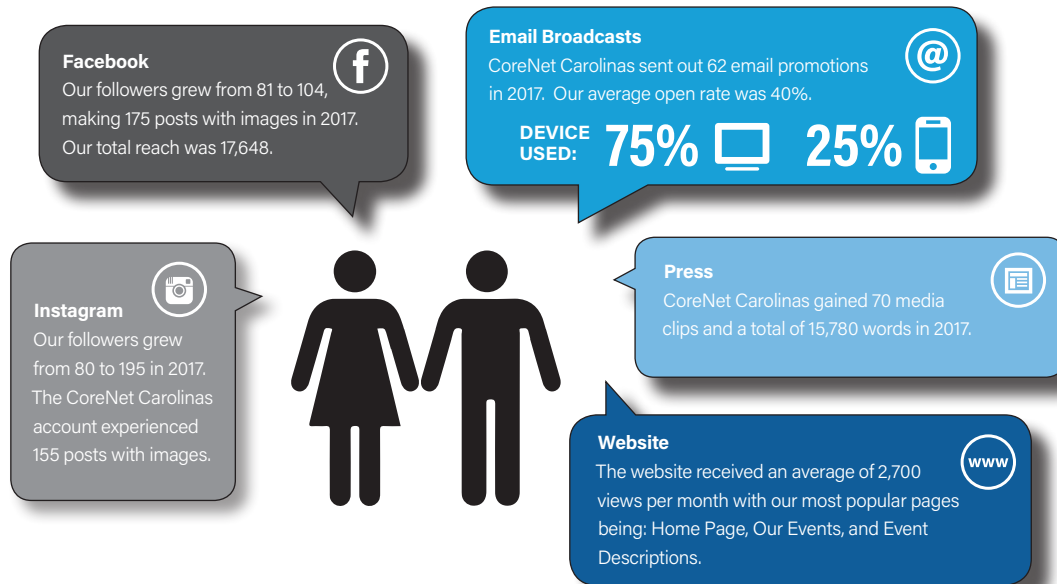 Facebook
Our followers grew from 81 to 104,
making 175 posts with images in 2017.
Our total reach was 17,648.
f
Email Broadcasts
CoreNet Carolinas sent out 62 email promotions
in 2017.  Our average open rate was 40%.
@
DEVICE
USED:
75%
25%
Instagram
Our followers grew
from 80 to 195 in 2017.
The CoreNet Carolinas
account experienced
155 posts with images.
Press
CoreNet Carolinas gained 70 media
clips and a total of 15,780 words in 2017.
Website
The website received an average of 2,700
views per month with our most popular pages
being: Home Page, Our Events, and Event
Descriptions.
www